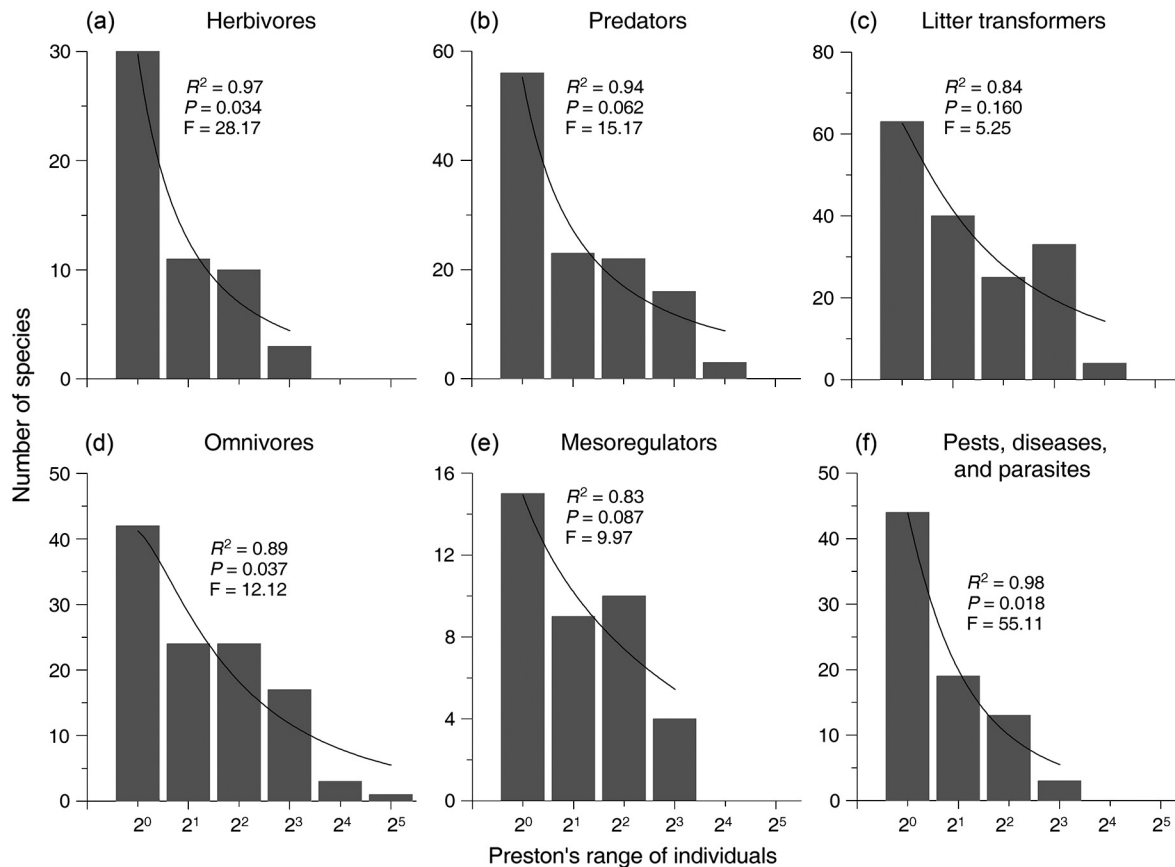 (a) Herbivores
30
20
10
0
R² = 0.97
P = 0.034
F = 28.17
(b) Predators
60
40
20
0
R² = 0.94
P = 0.062
F = 15.17
(c) Litter transformers
80
60
40
20
0
R² = 0.84
P = 0.160
F = 5.25
Number of species
(d) Omnivores
50
40
30
20
10
0
R² = 0.89
P = 0.037
F = 12.12
2⁰ 2¹ 2² 2³ 2⁴ 2⁵
(e) Mesoregulators
16
12
8
4
0
R² = 0.83
P = 0.087
F = 9.97
2⁰ 2¹ 2² 2³ 2⁴ 2⁵
(f) Pests, diseases,
and parasites
50
40
30
20
10
0
R² = 0.98
P = 0.018
F = 55.11
2⁰ 2¹ 2² 2³ 2⁴ 2⁵
Preston's range of individuals